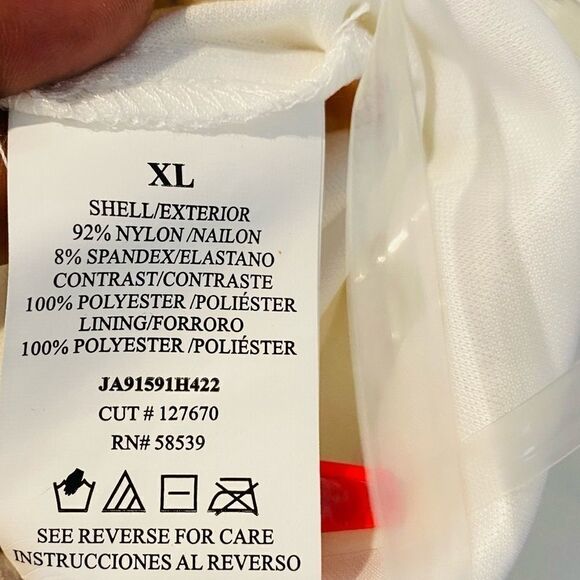 XL
SHELL/EXTERIOR
92% NYLON /NAILON
8% SPANDEX/ELASTANO
CONTRAST/CONTRASTE
100% POLYESTER /POLIÉSTER
LINING/FORRORO
100% POLYESTER /POLIÉSTER
JA91591H422
CUT # 127670
RN# 58539
SEE REVERSE FOR CARE
INSTRUCCIONES AL REVERSO